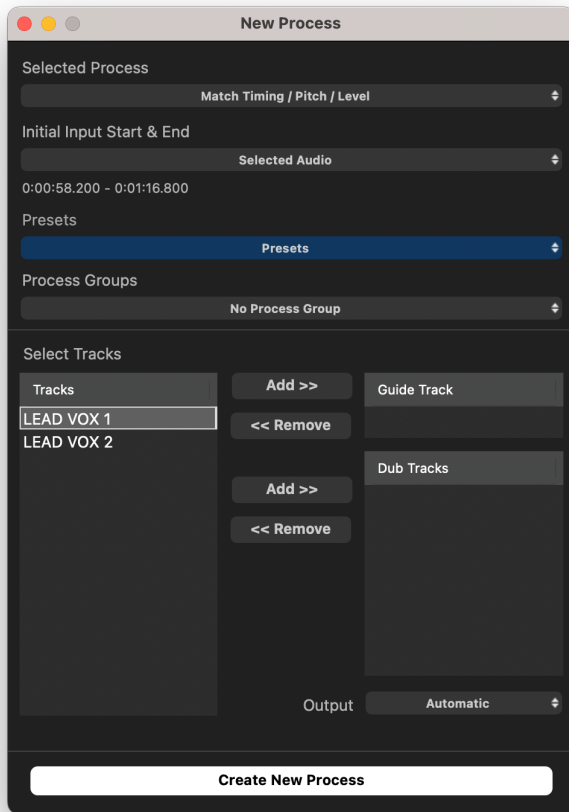 New Process
Selected Process
Match Timing / Pitch / Level
Initial Input Start & End
Selected Audio
0:00:58.200 - 0:01:16.800
Presets
Presets
Process Groups
No Process Group
Select Tracks
Tracks
LEAD VOX 1
LEAD VOX 2
Add >>
<< Remove
Guide Track
Add >>
<< Remove
Dub Tracks
Output
Automatic
Create New Process